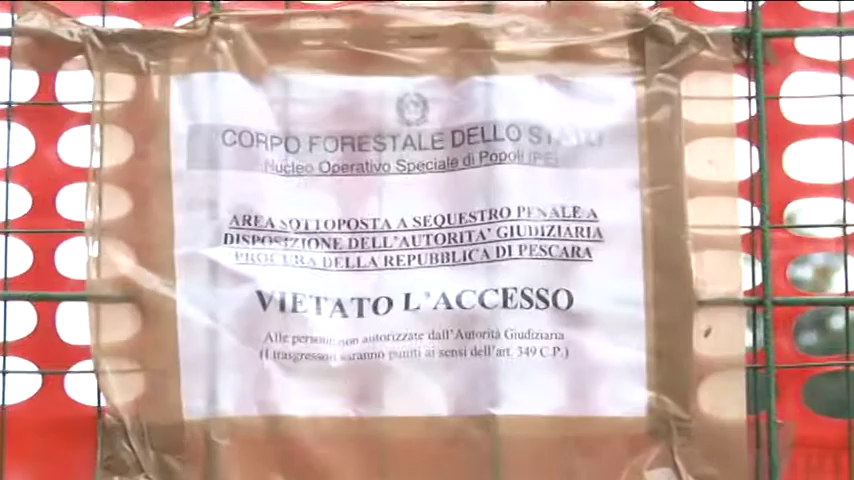 CORPO FORESTALE DELLO STATO
Nucleo Operativo Speciale di Popoli (PE)
AREA SOTTOPOSTA A SEQUESTRO PENALE A
DISPOSIZIONE DELL'AUTORITA' GIUDIZIARIA
PROCURA DELLA REPUBBLICA DI PESCARA
VIETATO L'ACCESSO
Alle persone non autorizzate dall'Autorità Giudiziaria
(I trasgressori saranno puniti ai sensi dell'art. 349 C.P.)